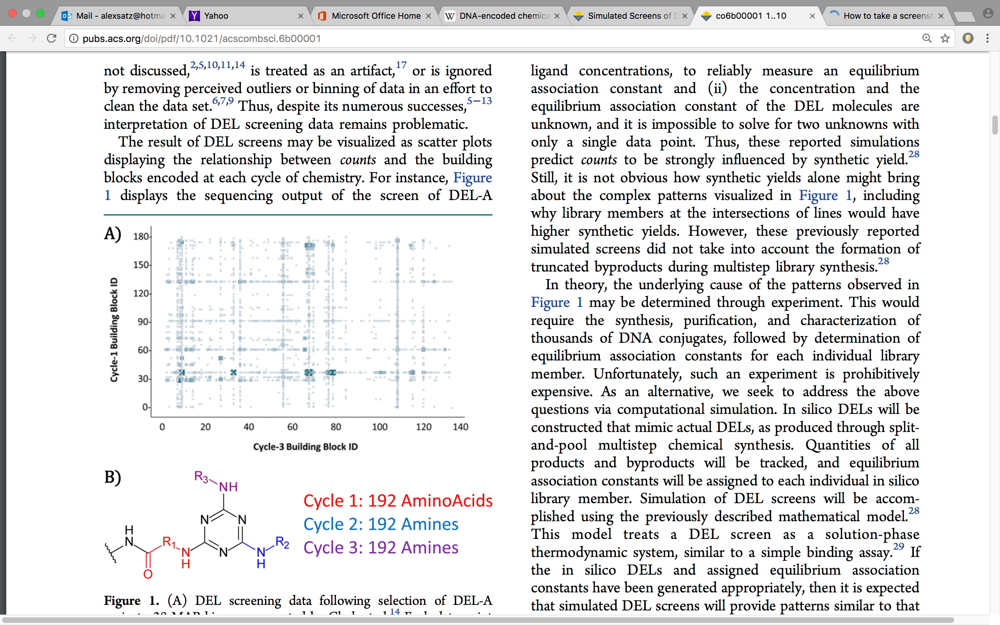 Mail - alexsatz@hotma
Yahoo
Microsoft Office Home
W DNA-encoded chemica
Simulated Screens of D
co6b00001 1..10
How to take a screensh
pubs.acs.org/doi/pdf/10.1021/acscombsci.6b00001
not discussed,2,5,10,11,14 is treated as an artifact,17 or is ignored
by removing perceived outliers or binning of data in an effort to
clean the data set.6,7,9 Thus, despite its numerous successes,5−13
interpretation of DEL screening data remains problematic.
The result of DEL screens may be visualized as scatter plots
displaying the relationship between counts and the building
blocks encoded at each cycle of chemistry. For instance, Figure
1 displays the sequencing output of the screen of DEL-A
A)
180
150
120
90
60
30
0
Cycle-1 Building Block ID
0 20 40 60 80 100 120 140
Cycle-3 Building Block ID
B)
R3
NH
N N
H
N
R1
N
H
O
N
N
H
R2
Cycle 1: 192 AminoAcids
Cycle 2: 192 Amines
Cycle 3: 192 Amines
Figure 1. (A) DEL screening data following selection of DEL-A
ligand concentrations, to reliably measure an equilibrium
association constant and (ii) the concentration and the
equilibrium association constant of the DEL molecules are
unknown, and it is impossible to solve for two unknowns with
only a single data point. Thus, these reported simulations
predict counts to be strongly influenced by synthetic yield.28
Still, it is not obvious how synthetic yields alone might bring
about the complex patterns visualized in Figure 1, including
why library members at the intersections of lines would have
higher synthetic yields. However, these previously reported
simulated screens did not take into account the formation of
truncated byproducts during multistep library synthesis.28
In theory, the underlying cause of the patterns observed in
Figure 1 may be determined through experiment. This would
require the synthesis, purification, and characterization of
thousands of DNA conjugates, followed by determination of
equilibrium association constants for each individual library
member. Unfortunately, such an experiment is prohibitively
expensive. As an alternative, we seek to address the above
questions via computational simulation. In silico DELs will be
constructed that mimic actual DELs, as produced through split-
and-pool multistep chemical synthesis. Quantities of all
products and byproducts will be tracked, and equilibrium
association constants will be assigned to each individual in silico
library member. Simulation of DEL screens will be accom-
plished using the previously described mathematical model.28
This model treats a DEL screen as a solution-phase
thermodynamic system, similar to a simple binding assay.29 If
the in silico DELs and assigned equilibrium association
constants have been generated appropriately, then it is expected
that simulated DEL screens will provide patterns similar to that